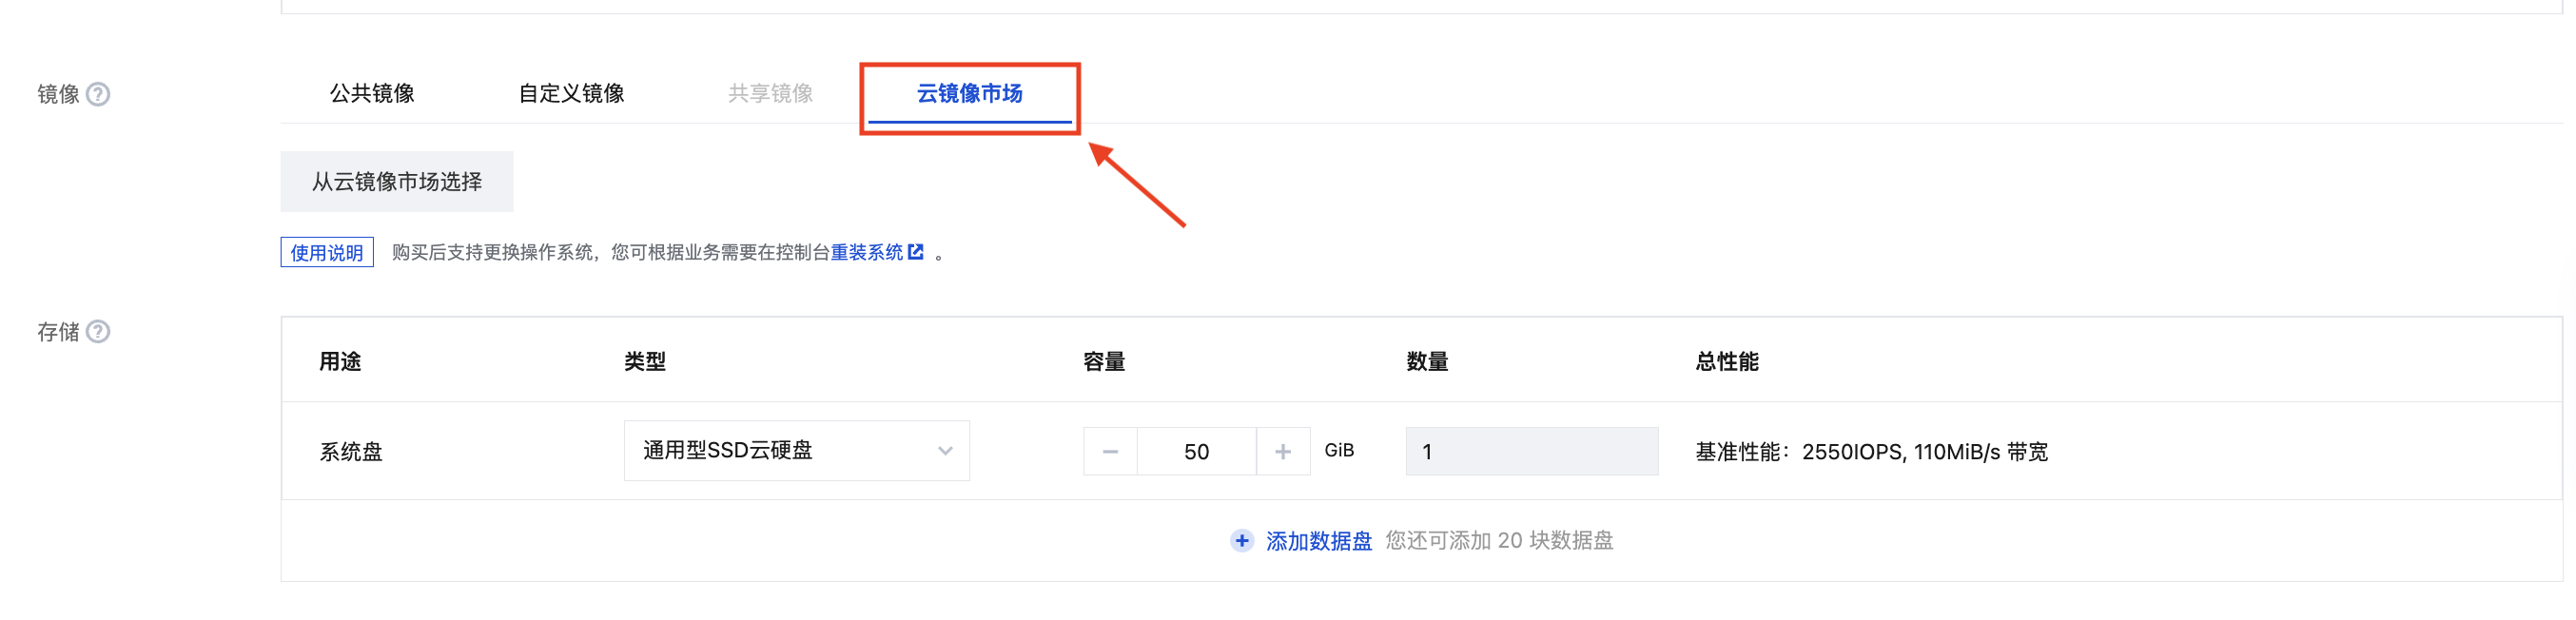 镜像
公共镜像 自定义镜像 共享镜像 云镜像市场
从云镜像市场选择
使用说明 购买后支持更换操作系统，您可根据业务需要在控制台重装系统 。
存储
用途 类型 容量 数量 总性能
系统盘 通用型SSD云硬盘 50 GiB 1 基准性能：2550IOPS, 110MiB/s 带宽
添加数据盘 您还可添加 20 块数据盘